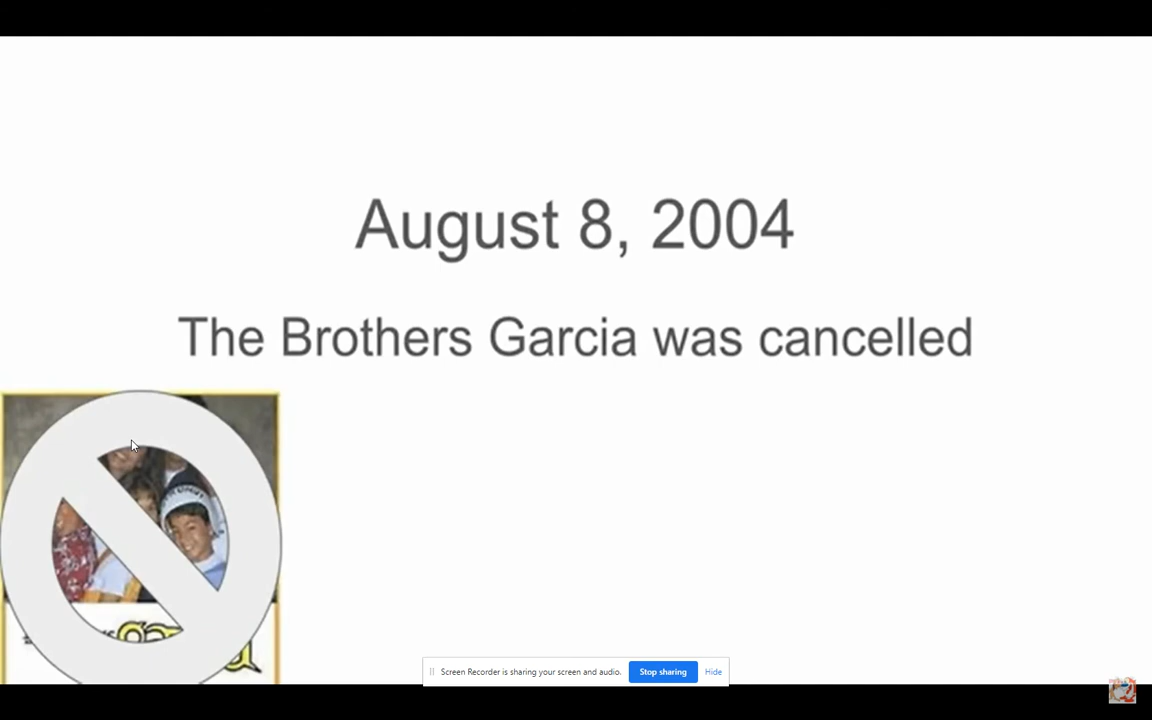 August 8, 2004
The Brothers Garcia was cancelled
Screen Recorder is sharing your screen and audio.
Stop sharing
Hide